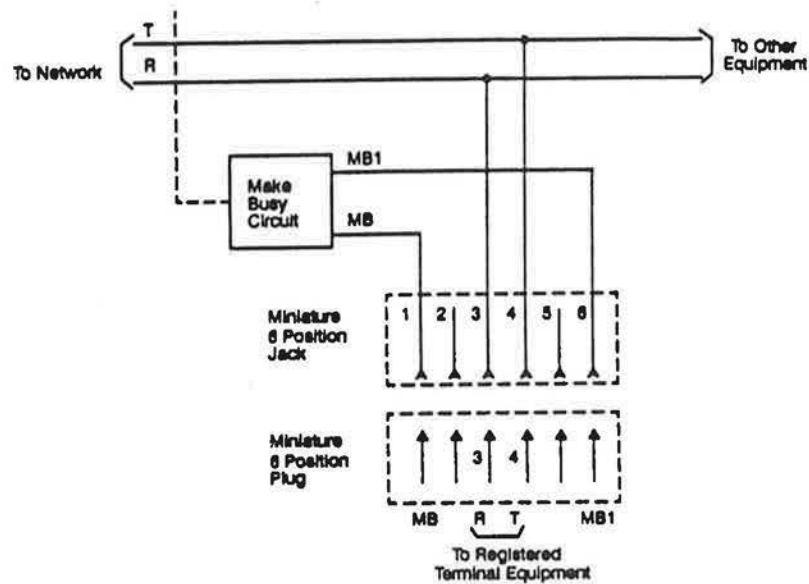 T
To Network
R
To Other
Equipment
MB1
Make
Busy
Circuit
MB
Miniature
6 Position
Jack
1 2 3 4 5 6
Miniature
6 Position
Plug
3 4
MB R T MB1
To Registered
Terminal Equipment